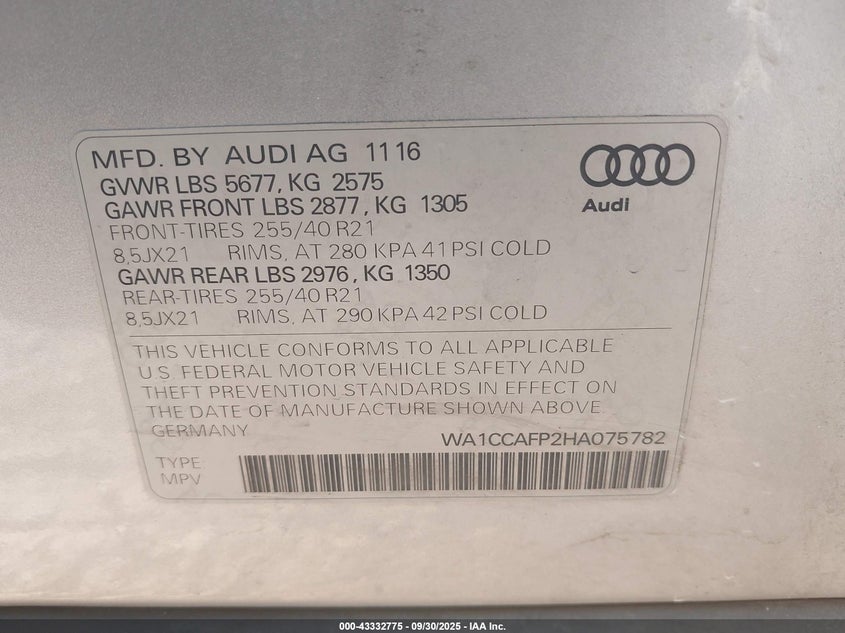 MFD. BY AUDI AG 11 16
GVWR LBS 5677, KG 2575
GAWR FRONT LBS 2877, KG 1305
FRONT-TIRES 255/40 R21
8,5JX21 RIMS, AT 280 KPA 41 PSI COLD
GAWR REAR LBS 2976, KG 1350
REAR-TIRES 255/40 R21
8,5JX21 RIMS, AT 290 KPA 42 PSI COLD
Audi
THIS VEHICLE CONFORMS TO ALL APPLICABLE
U.S. FEDERAL MOTOR VEHICLE SAFETY AND
THEFT PREVENTION STANDARDS IN EFFECT ON
THE DATE OF MANUFACTURE SHOWN ABOVE.
GERMANY
WA1CCAFP2HA075782
TYPE:
MPV
000-43332775 - 09/30/2025 - IAA Inc.